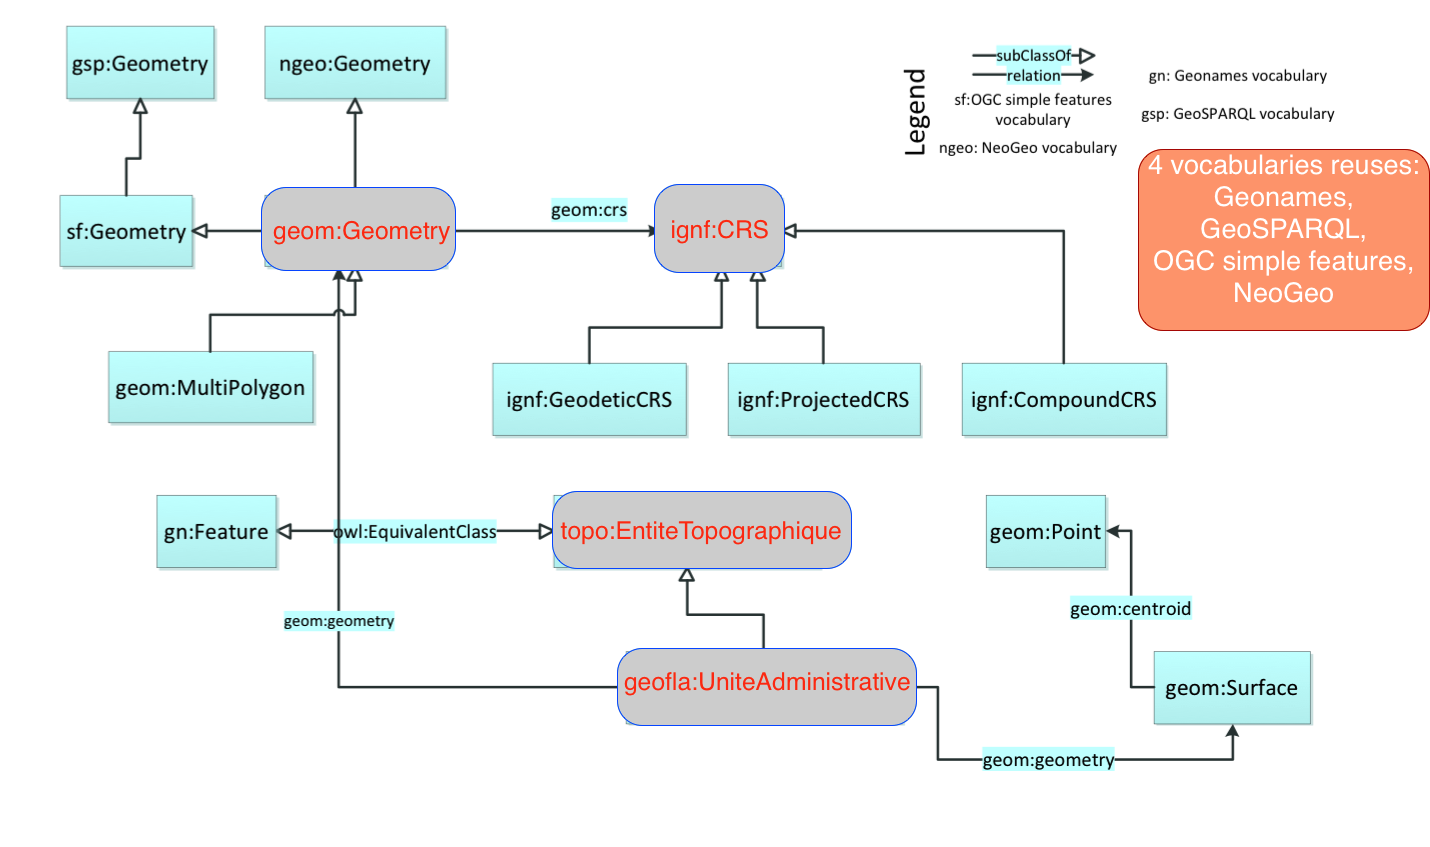 gsp:Geometry
ngeo:Geometry
subClassOf
relation
gn: Geonames vocabulary
Legend
sf:OGC simple features
vocabulary
gsp: GeoSPARQL vocabulary
ngeo: NeoGeo vocabulary
4 vocabularies reuses:
Geonames,
GeoSPARQL,
OGC simple features,
NeoGeo
sf:Geometry
geom:Geometry
geom:crs
ignf:CRS
geom:MultiPolygon
ignf:GeodeticCRS
ignf:ProjectedCRS
ignf:CompoundCRS
gn:Feature
owl:EquivalentClass
topo:EntiteTopographique
geom:Point
geom:centroid
geom:geometry
geofla:UniteAdministrative
geom:Surface
geom:geometry